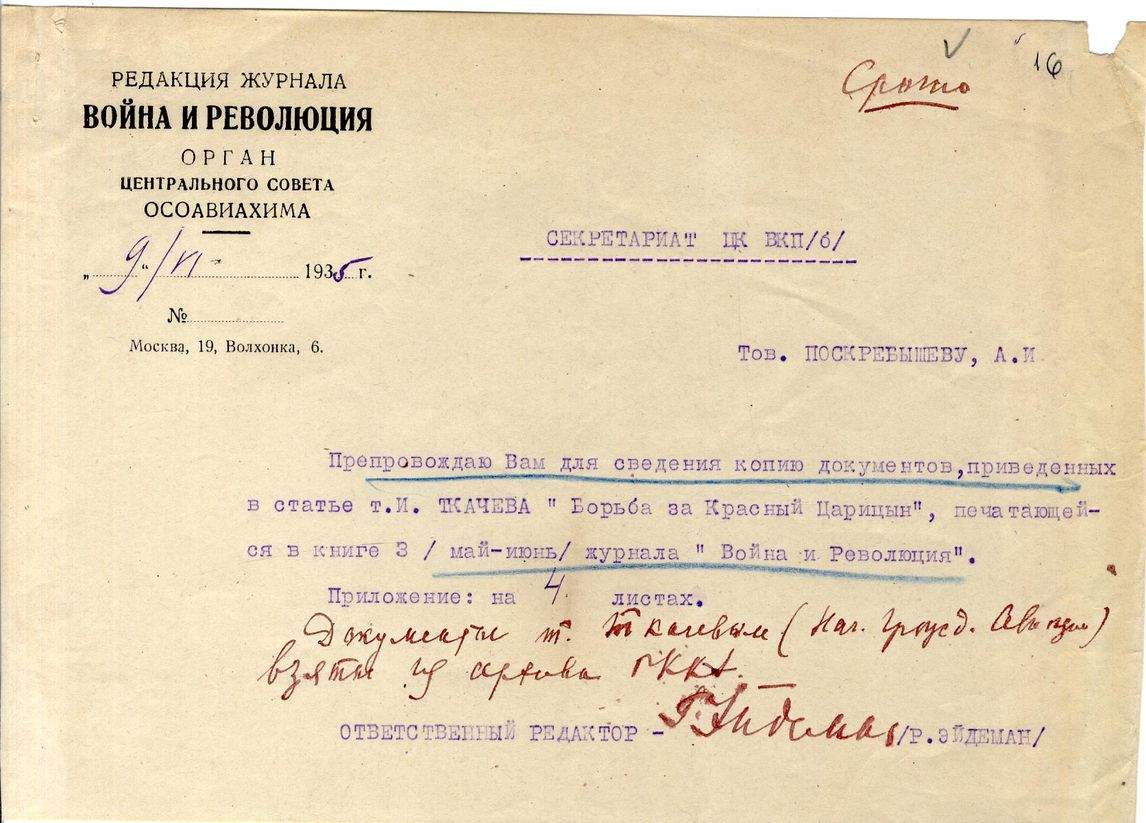 16
Срочно
РЕДАКЦИЯ ЖУРНАЛА
ВОЙНА И РЕВОЛЮЦИЯ
ОРГАН
ЦЕНТРАЛЬНОГО СОВЕТА
ОСОАВИАХИМА
„ 9 “ / VI 1935 г.
№
Москва, 19, Волхонка, 6.
СЕКРЕТАРИАТ ЦК ВКП/б/
Тов. ПОСКРЕБЫШЕВУ, А.И
Препровождаю Вам для сведения копию документов,приведенных
в статье т.И. ТКАЧЕВА " Борьба за Красный Царицын", печатающей-
ся в книге 3 / май-июнь/ журнала " Война и Революция".
Приложение: на 4 листах.
Документы т. Ткачевым (Нач. Гражд. Авиации)
взяты из архива РККА.
ОТВЕТСТВЕННЫЙ РЕДАКТОР - Р. Эйдеман /Р.ЭЙДЕМАН/